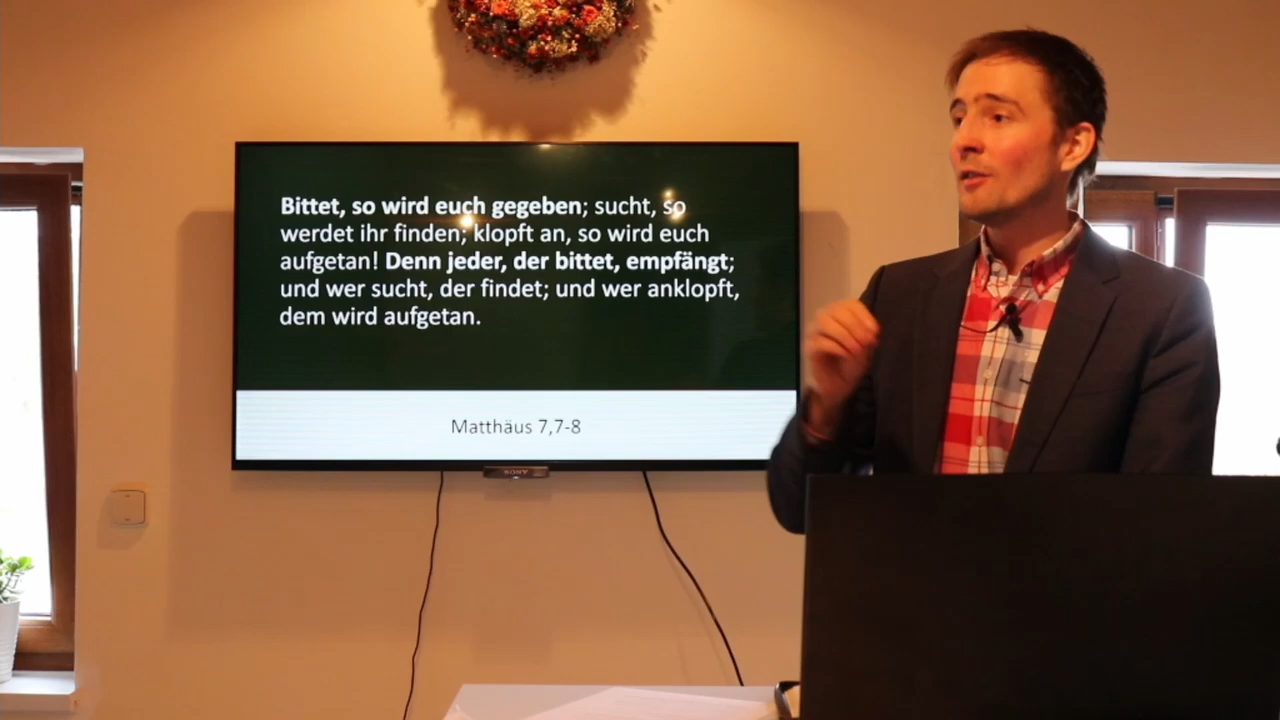 Bittet, so wird euch gegeben; sucht, so
werdet ihr finden; klopft an, so wird euch
aufgetan! Denn jeder, der bittet, empfängt;
und wer sucht, der findet; und wer anklopft,
dem wird aufgetan.
Matthäus 7,7-8
SONY